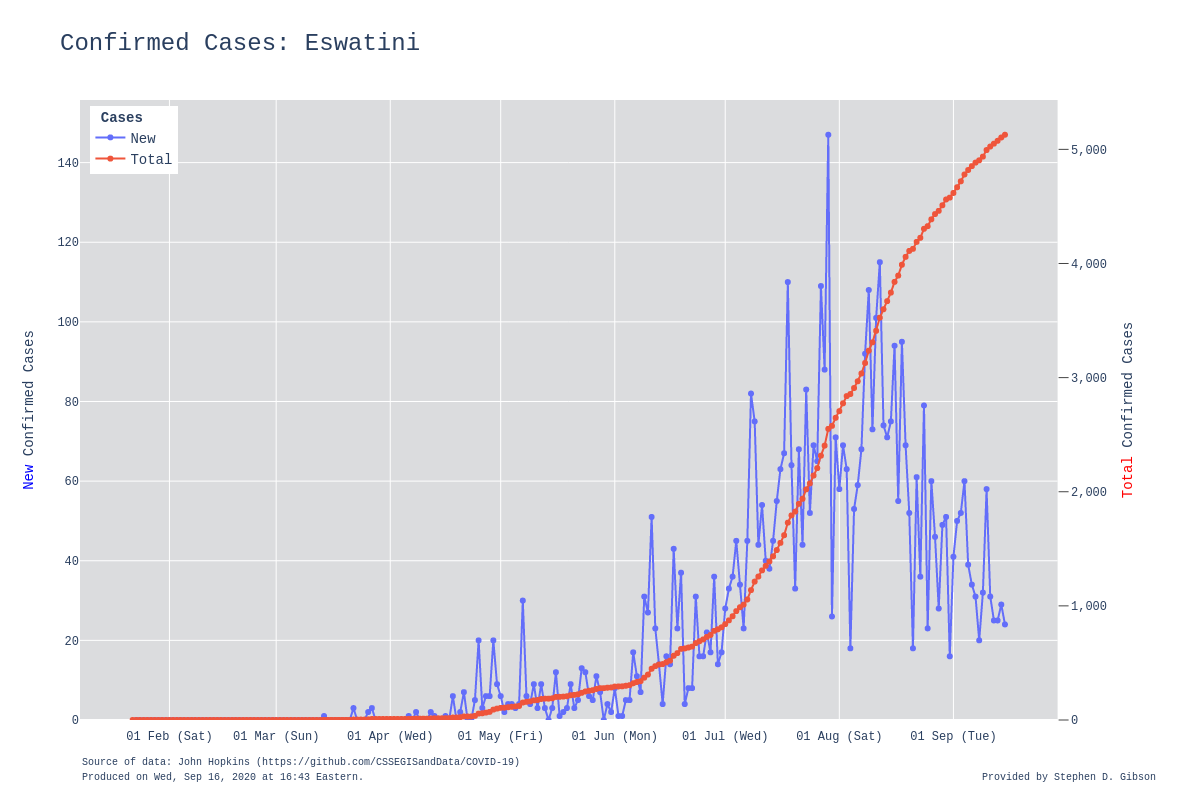 Confirmed Cases: Eswatini
Cases
New
Total
140
120
100
80
60
40
20
0
5,000
4,000
3,000
2,000
1,000
0
New Confirmed Cases
Total Confirmed Cases
01 Feb (Sat) 01 Mar (Sun) 01 Apr (Wed) 01 May (Fri) 01 Jun (Mon) 01 Jul (Wed) 01 Aug (Sat) 01 Sep (Tue)
Source of data: John Hopkins (https://github.com/CSSEGISandData/COVID-19)
Produced on Wed, Sep 16, 2020 at 16:43 Eastern.
Provided by Stephen D. Gibson